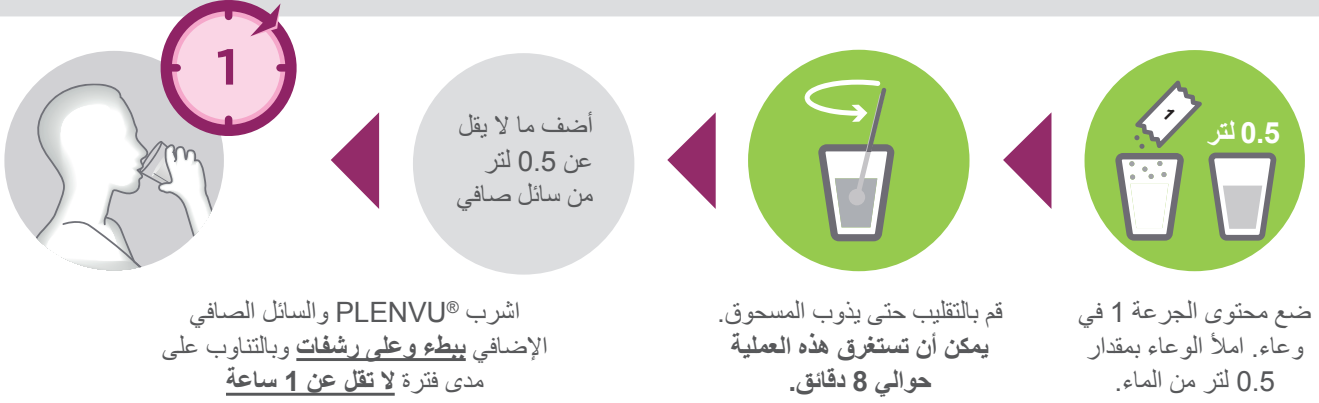 1
0.5 لتر
ضع محتوى الجرعة 1 في
وعاء. املأ الوعاء بمقدار
0.5 لتر من الماء.
قم بالتقليب حتى يذوب المسحوق.
يمكن أن تستغرق هذه العملية
حوالي 8 دقائق.
أضف ما لا يقل
عن 0.5 لتر
من سائل صافي
1
اشرب PLENVU® والسائل الصافي
الإضافي ببطء وعلى رشفات وبالتناوب على
مدى فترة لا تقل عن 1 ساعة